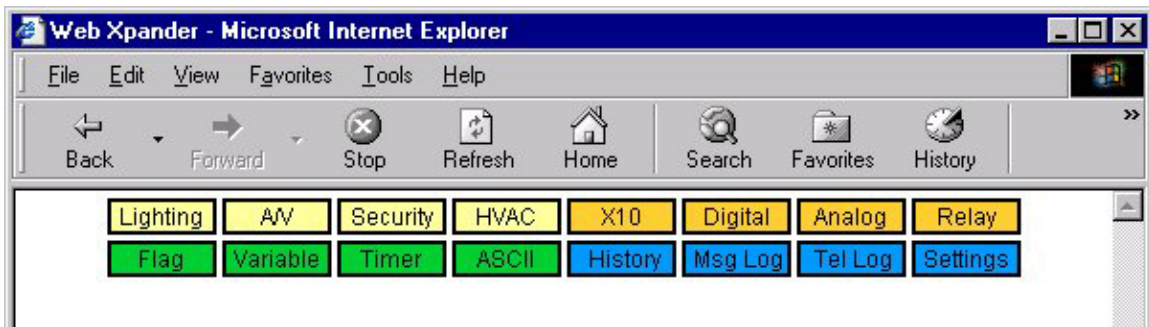 Web Xpander - Microsoft Internet Explorer
File Edit View Favorites Tools Help
Back Forward Stop Refresh Home Search Favorites History »
Lighting A/V Security HVAC X10 Digital Analog Relay
Flag Variable Timer ASCII History Msg Log Tel Log Settings